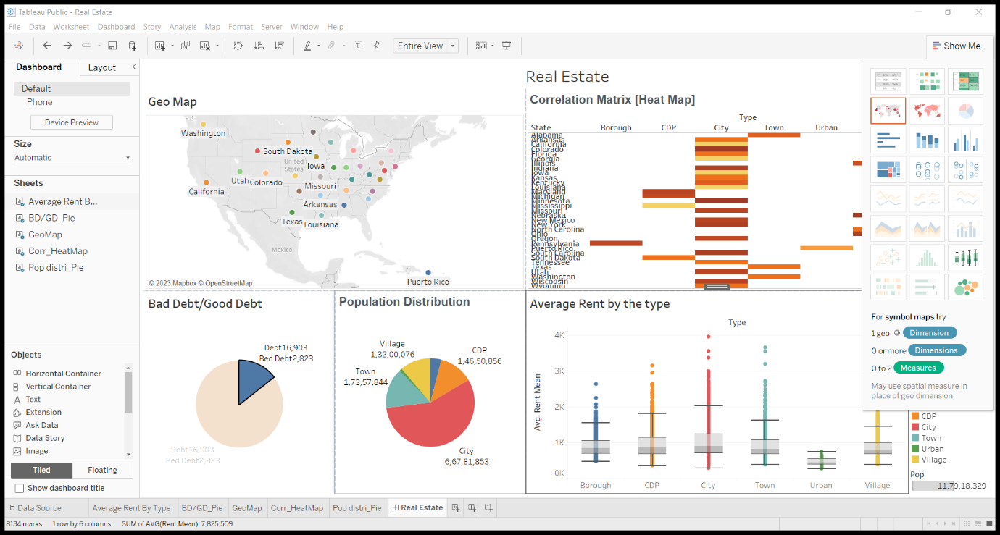 Tableau Public - Real Estate
File Data Worksheet Dashboard Story Analysis Map Format Server Window Help
Entire View
Show Me
Dashboard Layout
Default
Phone
Device Preview
Size
Automatic
Sheets
Average Rent B...
BD/GD_Pie
GeoMap
Corr_HeatMap
Pop distri_Pie
Objects
Horizontal Container
Vertical Container
Text
Extension
Ask Data
Data Story
Image
Tiled Floating
Show dashboard title
Real Estate
Geo Map
Washington
South Dakota
United
States
Iowa
Utah Colorado
Missouri
California
Arkansas
Texas Louisiana
Mexico
Puerto Rico
© 2023 Mapbox © OpenStreetMap
Correlation Matrix [Heat Map]
Type
State Borough CDP City Town Urban
Alabama
Arkansas
California
Colorado
Florida
Georgia
Illinois
Indiana
Iowa
Kansas
Kentucky
Louisiana
Maryland
Michigan
Minnesota
Mississippi
Missouri
Nebraska
New Mexico
New York
North Carolina
Ohio
Oregon
Pennsylvania
Puerto Rico
South Carolina
South Dakota
Tennessee
Texas
Utah
Washington
Wisconsin
Wyoming
Bad Debt/Good Debt
Debt16,903
Bed Debt2,823
Debt16,903
Bed Debt2,823
Population Distribution
Village
1,32,00,076
CDP
1,46,50,856
Town
1,73,57,844
City
6,67,81,853
Average Rent by the type
Type
Avg. Rent Mean
4K
3K
2K
1K
0K
Borough CDP City Town Urban Village
For symbol maps try
1 geo Dimension
0 or more Dimensions
0 to 2 Measures
May use spatial measure in
place of geo dimension
CDP
City
Town
Urban
Village
Pop
11,79,18,329
Data Source Average Rent By Type BD/GD_Pie GeoMap Corr_HeatMap Pop distri_Pie Real Estate
8134 marks 1 row by 6 columns SUM of AVG(Rent Mean): 7,825.509